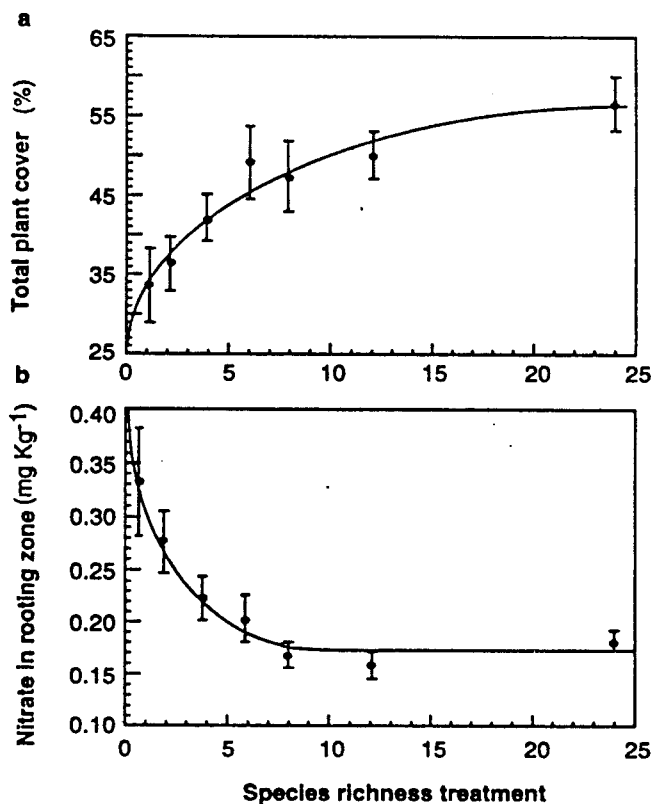 a
Total plant cover (%)
65
55
45
35
25
0 5 10 15 20 25
b
Nitrate in rooting zone (mg Kg⁻¹)
0.40
0.35
0.30
0.25
0.20
0.15
0.10
0 5 10 15 20 25
Species richness treatment